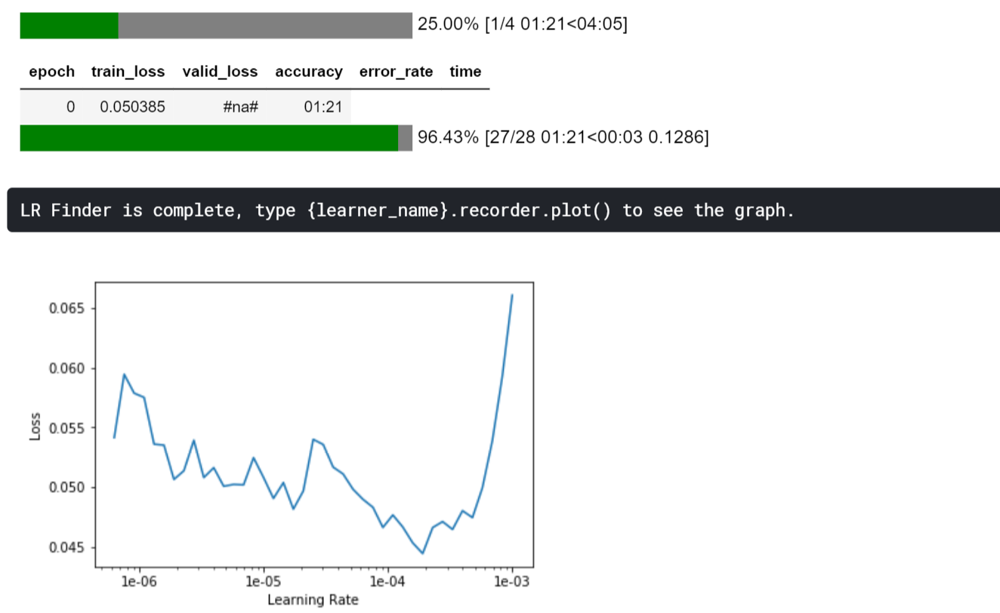 25.00% [1/4 01:21<04:05]
epoch train_loss valid_loss accuracy error_rate time
0 0.050385 #na# 01:21
96.43% [27/28 01:21<00:03 0.1286]
LR Finder is complete, type {learner_name}.recorder.plot() to see the graph.
0.065
0.060
0.055
0.050
0.045
Loss
1e-06 1e-05 1e-04 1e-03
Learning Rate